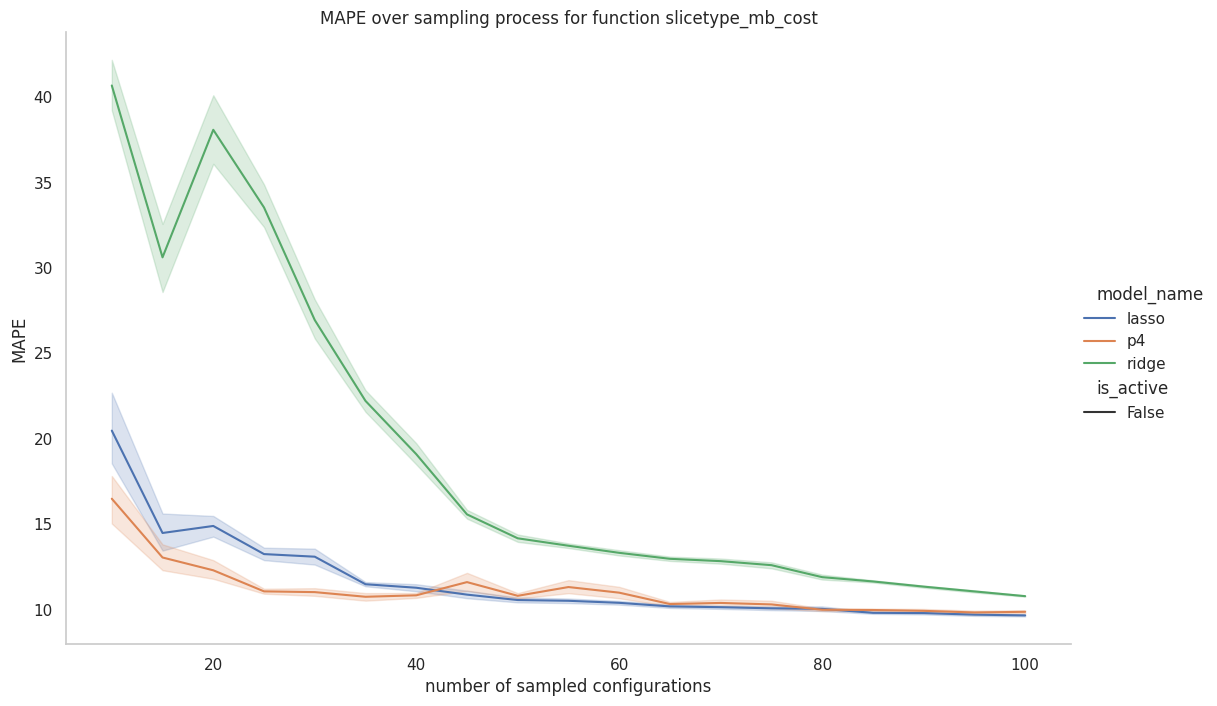 MAPE over sampling process for function slicetype_mb_cost
MAPE
40
35
30
25
20
15
10
20
40
60
80
100
number of sampled configurations
model_name
lasso
p4
ridge
is_active
False